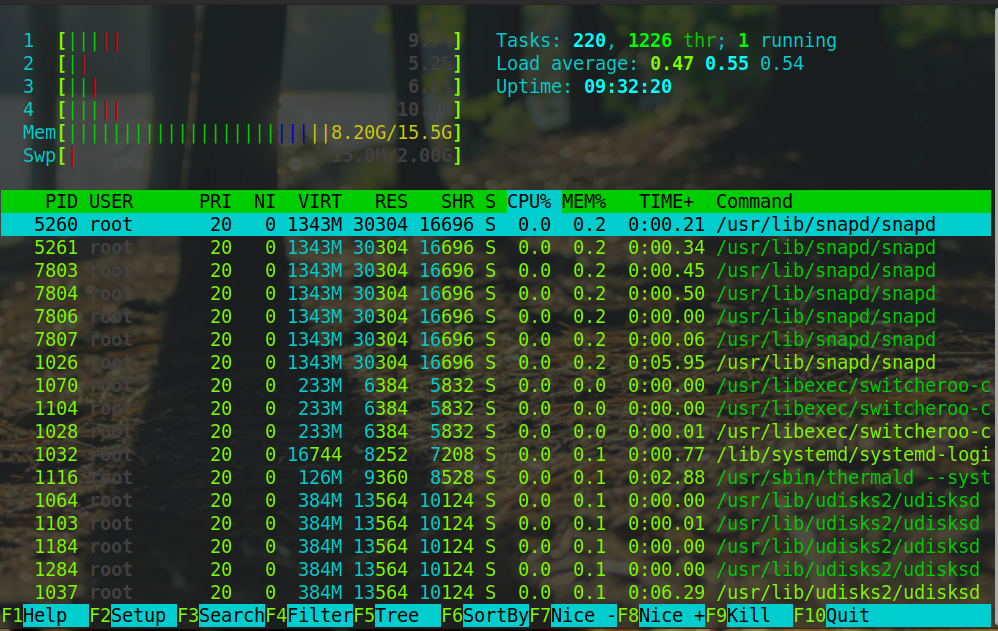 1 [||||| 9. %] Tasks: 220, 1226 thr; 1 running
2 [|| 5.2%] Load average: 0.47 0.55 0.54
3 [||| 6. %] Uptime: 09:32:20
4 [||||| 10. %]
Mem[||||||||||||||||||||||||8.20G/15.5G]
Swp[| 15.0M/2.00G]
PID USER PRI NI VIRT RES SHR S CPU% MEM% TIME+ Command
5260 root 20 0 1343M 30304 16696 S 0.0 0.2 0:00.21 /usr/lib/snapd/snapd
5261 root 20 0 1343M 30304 16696 S 0.0 0.2 0:00.34 /usr/lib/snapd/snapd
7803 root 20 0 1343M 30304 16696 S 0.0 0.2 0:00.45 /usr/lib/snapd/snapd
7804 root 20 0 1343M 30304 16696 S 0.0 0.2 0:00.50 /usr/lib/snapd/snapd
7806 root 20 0 1343M 30304 16696 S 0.0 0.2 0:00.00 /usr/lib/snapd/snapd
7807 root 20 0 1343M 30304 16696 S 0.0 0.2 0:00.06 /usr/lib/snapd/snapd
1026 root 20 0 1343M 30304 16696 S 0.0 0.2 0:05.95 /usr/lib/snapd/snapd
1070 root 20 0 233M 6384 5832 S 0.0 0.0 0:00.00 /usr/libexec/switcheroo-c
1104 root 20 0 233M 6384 5832 S 0.0 0.0 0:00.00 /usr/libexec/switcheroo-c
1028 root 20 0 233M 6384 5832 S 0.0 0.0 0:00.01 /usr/libexec/switcheroo-c
1032 root 20 0 16744 8252 7208 S 0.0 0.1 0:00.77 /lib/systemd/systemd-logi
1116 root 20 0 126M 9360 8528 S 0.0 0.1 0:02.88 /usr/sbin/thermald --syst
1064 root 20 0 384M 13564 10124 S 0.0 0.1 0:00.00 /usr/lib/udisks2/udisksd
1103 root 20 0 384M 13564 10124 S 0.0 0.1 0:00.01 /usr/lib/udisks2/udisksd
1184 root 20 0 384M 13564 10124 S 0.0 0.1 0:00.00 /usr/lib/udisks2/udisksd
1284 root 20 0 384M 13564 10124 S 0.0 0.1 0:00.00 /usr/lib/udisks2/udisksd
1037 root 20 0 384M 13564 10124 S 0.0 0.1 0:06.29 /usr/lib/udisks2/udisksd
F1Help F2Setup F3SearchF4FilterF5Tree F6SortByF7Nice -F8Nice +F9Kill F10Quit